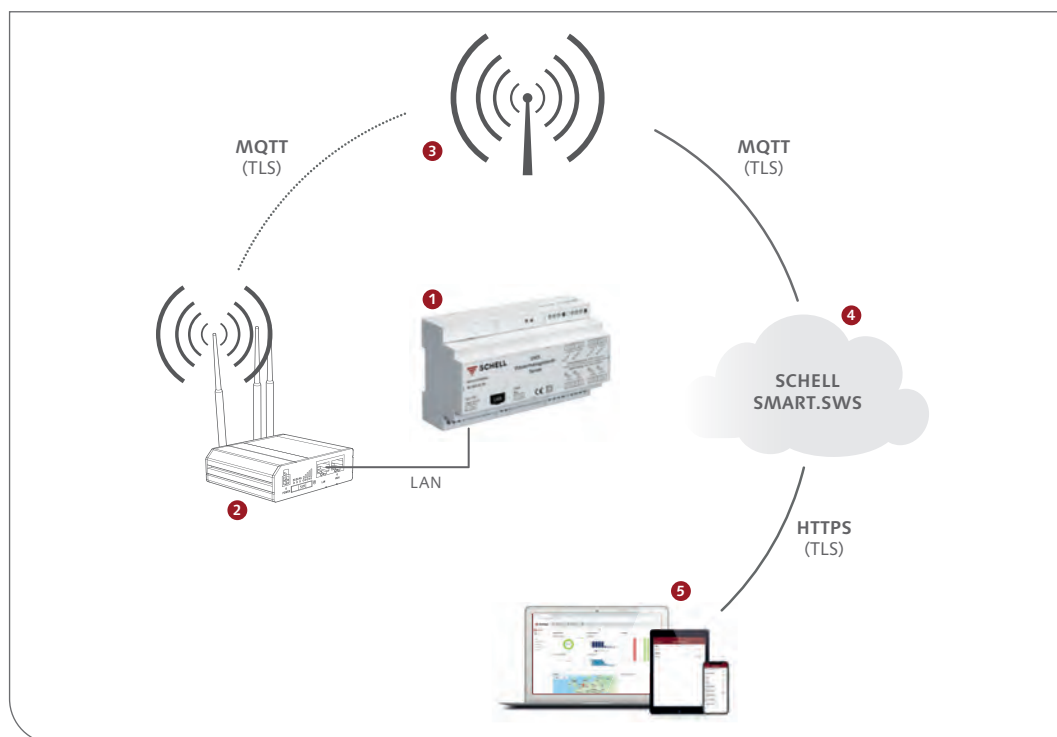 MQTT
(TLS)
3
MQTT
(TLS)
1
SCHELL
4
SCHELL
SMART.SWS
LAN
2
HTTPS
(TLS)
5